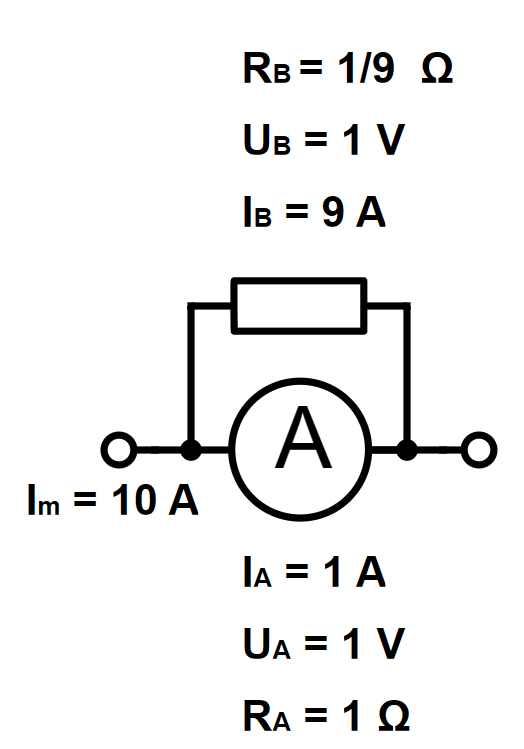 RB = 1/9 Ω
UB = 1 V
IB = 9 A
A
Im = 10 A
IA = 1 A
UA = 1 V
RA = 1 Ω